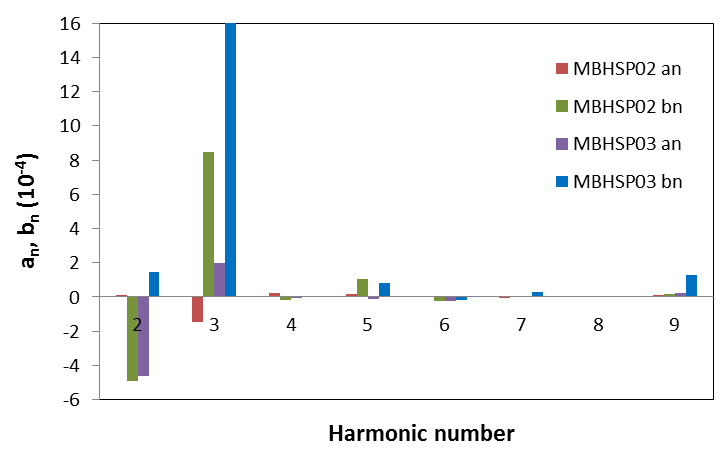 16
14
12
10
8
6
4
2
0
-2
-4
-6
aₙ, bₙ (10⁻⁴)
2 3 4 5 6 7 8 9
Harmonic number
MBHSP02 an
MBHSP02 bn
MBHSP03 an
MBHSP03 bn